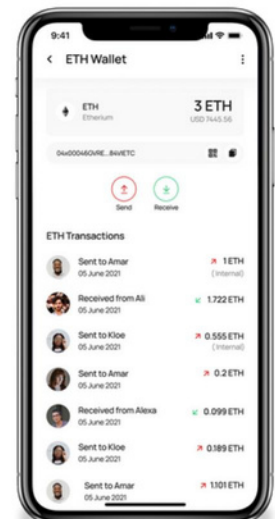 9:41
ETH Wallet
ETH
Etherium
3 ETH
USD 7445.56
Send
Receive
ETH Transactions
Sent to Amar
05 June 2021
1 ETH
(Internal)
Received from Ali
05 June 2021
1.722 ETH
Sent to Kloe
05 June 2021
0.555 ETH
(Internal)
Sent to Amar
05 June 2021
0.2 ETH
Received from Alexa
05 June 2021
0.099 ETH
Sent to Kloe
05 June 2021
0.189 ETH
Sent to Amar
05 June 2021
1.101 ETH